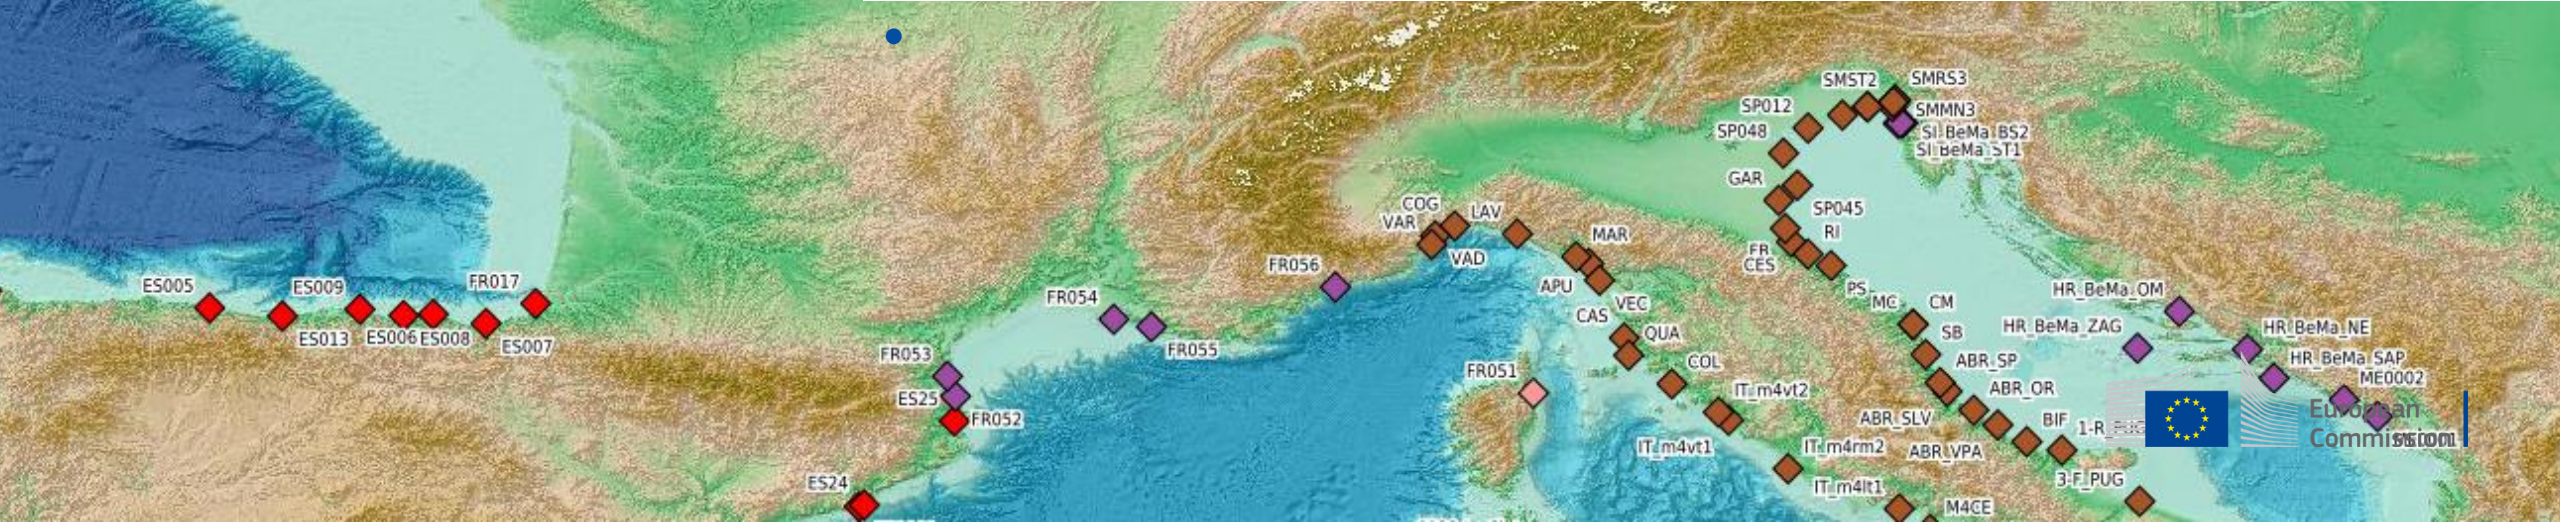 SMST2
SMRS3
SP012
SMMN3
SP048
SI_BeMa_BS2
SI_BeMa_ST1
GAR
COG
LAV
SP045
VAR
MAR
RI
FR
VAD
CES
FR056
ES005
ES009
FR017
APU
PS
HR_BeMa_OM
FR054
VEC
MC
CM
CAS
HR_BeMa_ZAG
HR_BeMa_NE
ES013
ES006
ES008
ES007
QUA
SB
FR055
FR053
COL
ABR_SP
HR_BeMa_SAP
FR051
ME0002
IT_m4vt2
ABR_OR
ES25
European
FR052
ABR_SLV
BIF
Commission
IT_m4vt1
IT_m4rm2
ABR_VPA
ES24
IT_m4lt1
3-F_PUG
M4CE